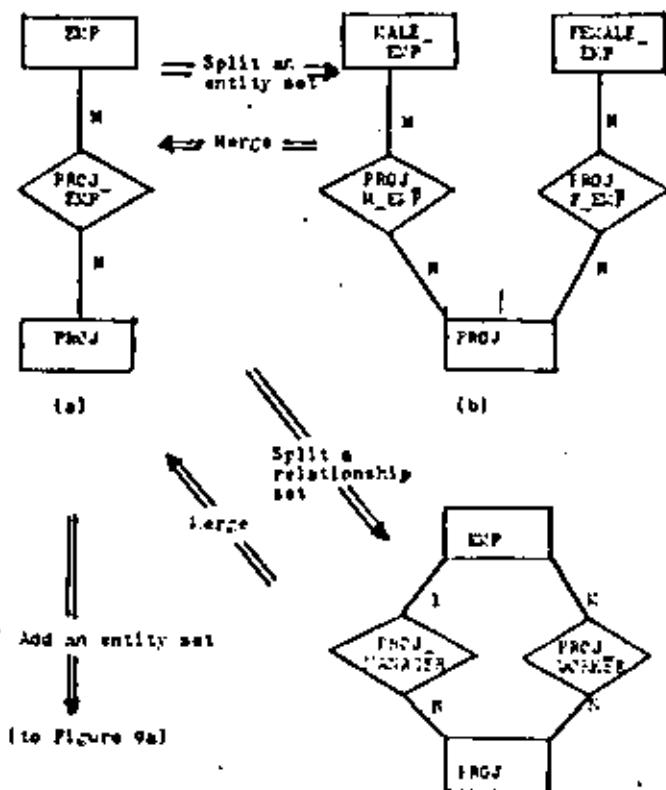 EMP
M
PROJ_
EMP
N
PROJ
(a)
Split an
entity set
Merge
MALE_
EMP
M
PROJ_
M_EMP
N
FEMALE_
EMP
M
PROJ_
F_EMP
N
PROJ
(b)
Split a
relationship
set
Merge
Add an entity set
(to Figure 9a)
EMP
1
PROJ_
MANAGER
N
PROJ_
WORKER
N
PROJ